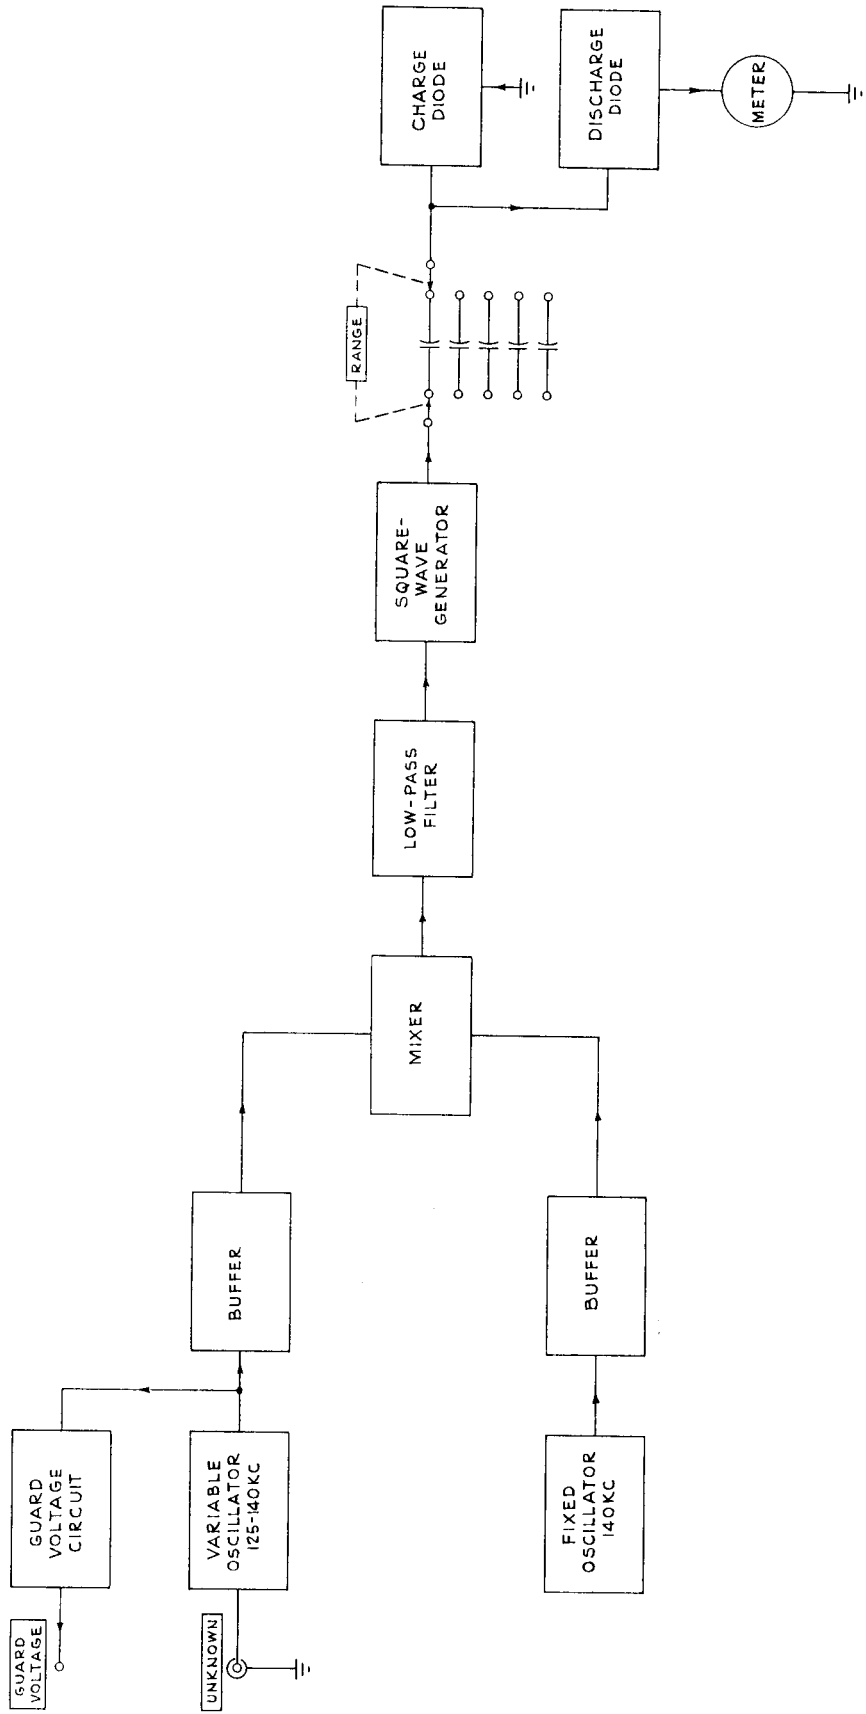 GUARD
VOLTAGE
GUARD
VOLTAGE
CIRCUIT
UNKNOWN
VARIABLE
OSCILLATOR
125-140KC
BUFFER
FIXED
OSCILLATOR
140KC
BUFFER
MIXER
LOW-PASS
FILTER
SQUARE-
WAVE
GENERATOR
RANGE
CHARGE
DIODE
DISCHARGE
DIODE
METER